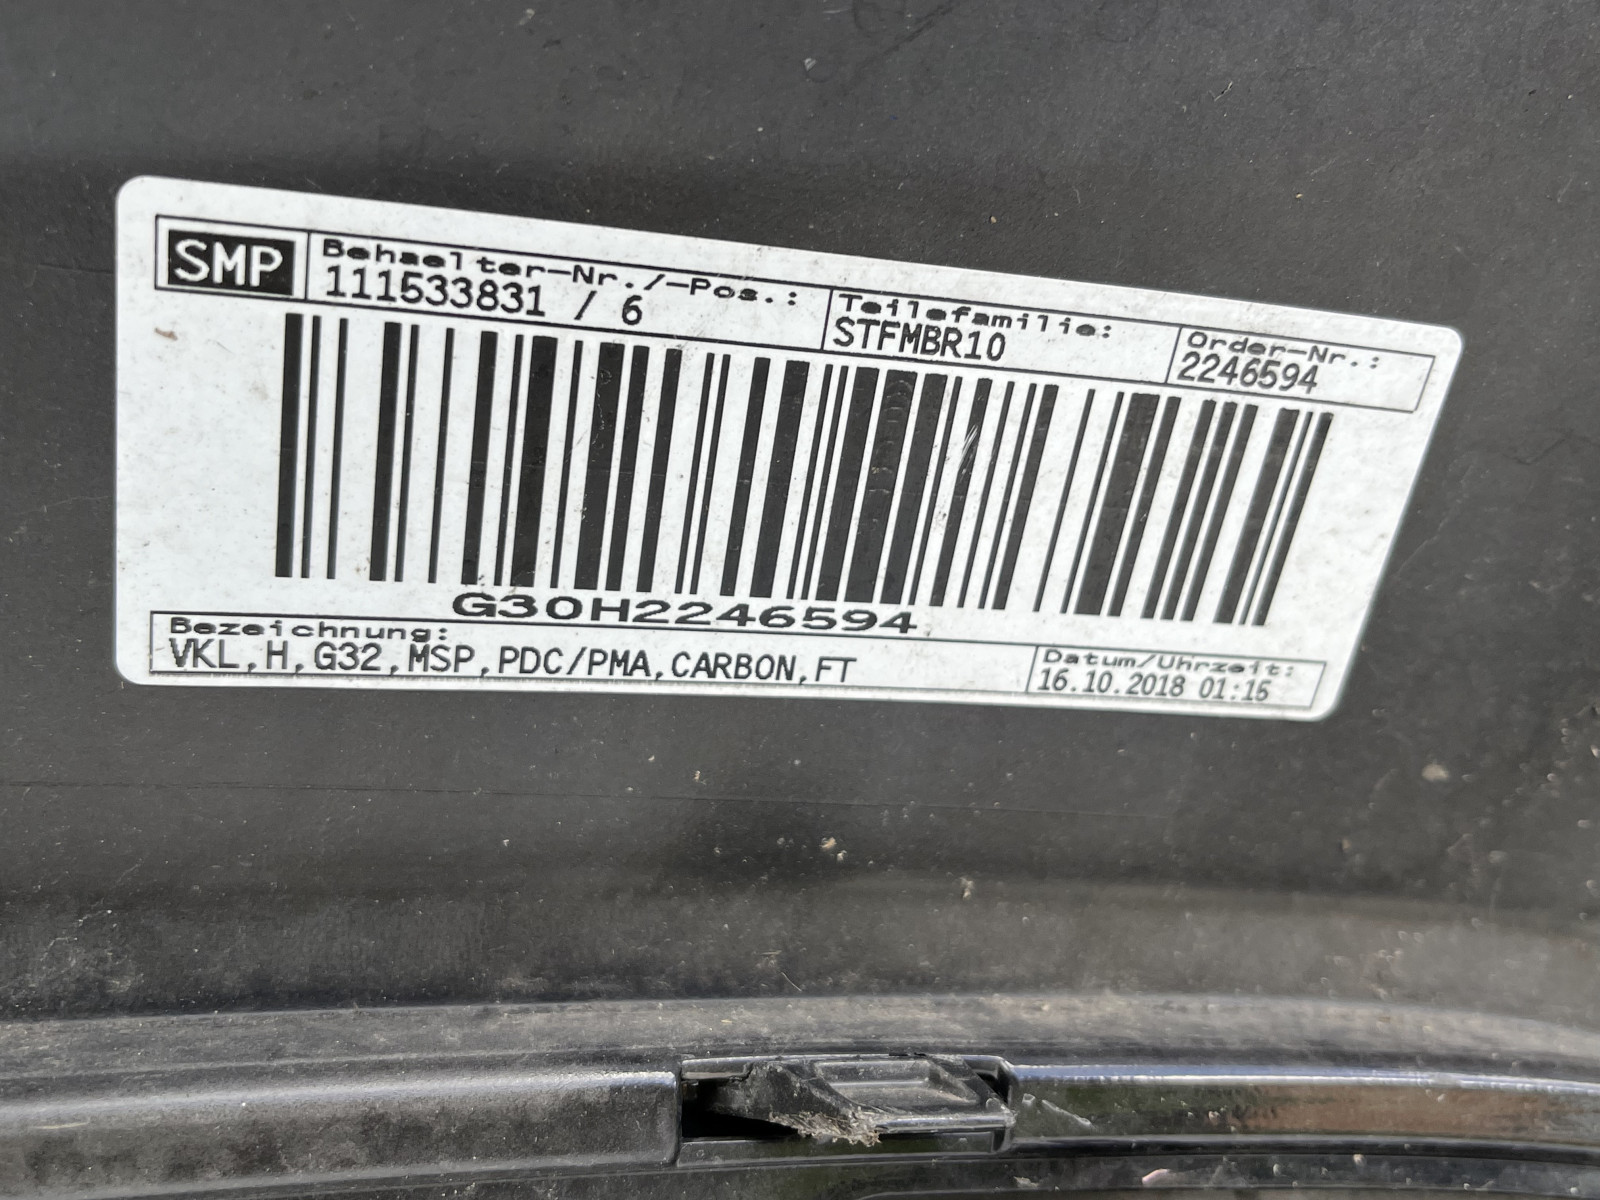 SMP
Behaelter-Nr./-Pos.:
111533831 / 6
Teilefamilie:
STFMBR10
Order-Nr.:
2246594
G30H2246594
Bezeichnung:
VKL,H,G32,MSP,PDC/PMA,CARBON,FT
Datum/Uhrzeit:
16.10.2018 01:15